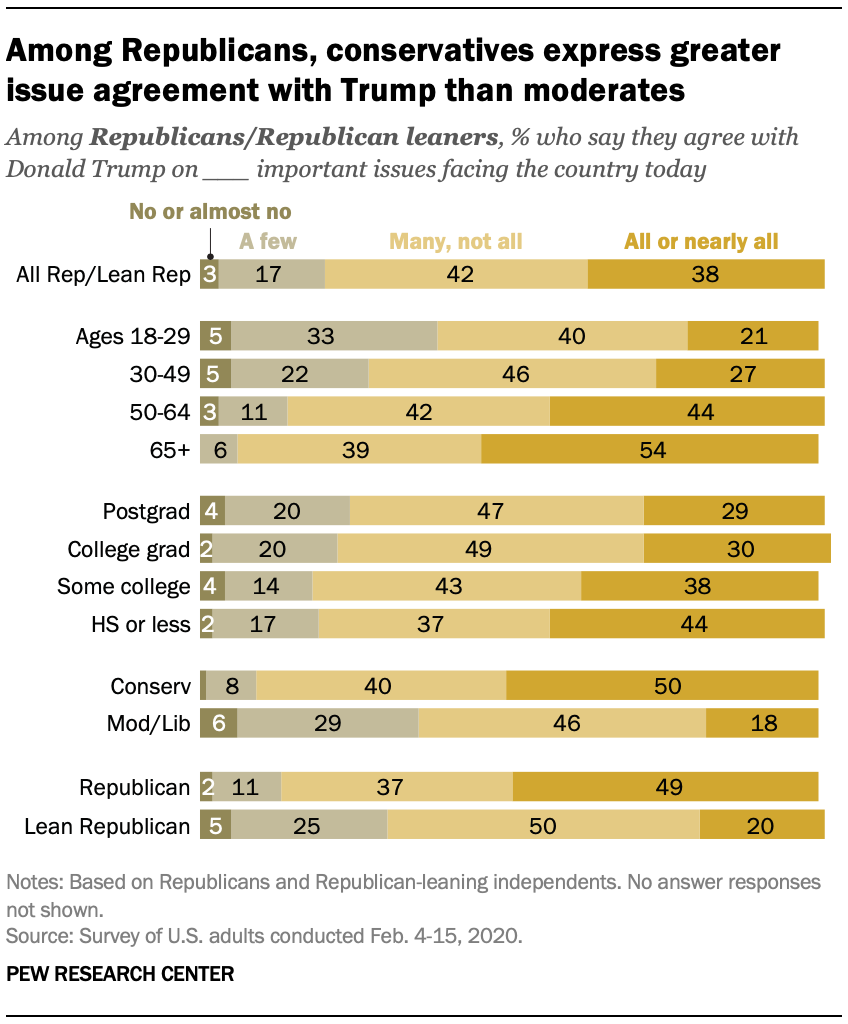 Among Republicans, conservatives express greater
issue agreement with Trump than moderates
Among Republicans/Republican leaners, % who say they agree with
Donald Trump on ___ important issues facing the country today
No or almost no
A few Many, not all All or nearly all
All Rep/Lean Rep 3 17 42 38
Ages 18-29 5 33 40 21
30-49 5 22 46 27
50-64 3 11 42 44
65+ 6 39 54
Postgrad 4 20 47 29
College grad 2 20 49 30
Some college 4 14 43 38
HS or less 2 17 37 44
Conserv 8 40 50
Mod/Lib 6 29 46 18
Republican 2 11 37 49
Lean Republican 5 25 50 20
Notes: Based on Republicans and Republican-leaning independents. No answer responses
not shown.
Source: Survey of U.S. adults conducted Feb. 4-15, 2020.
PEW RESEARCH CENTER